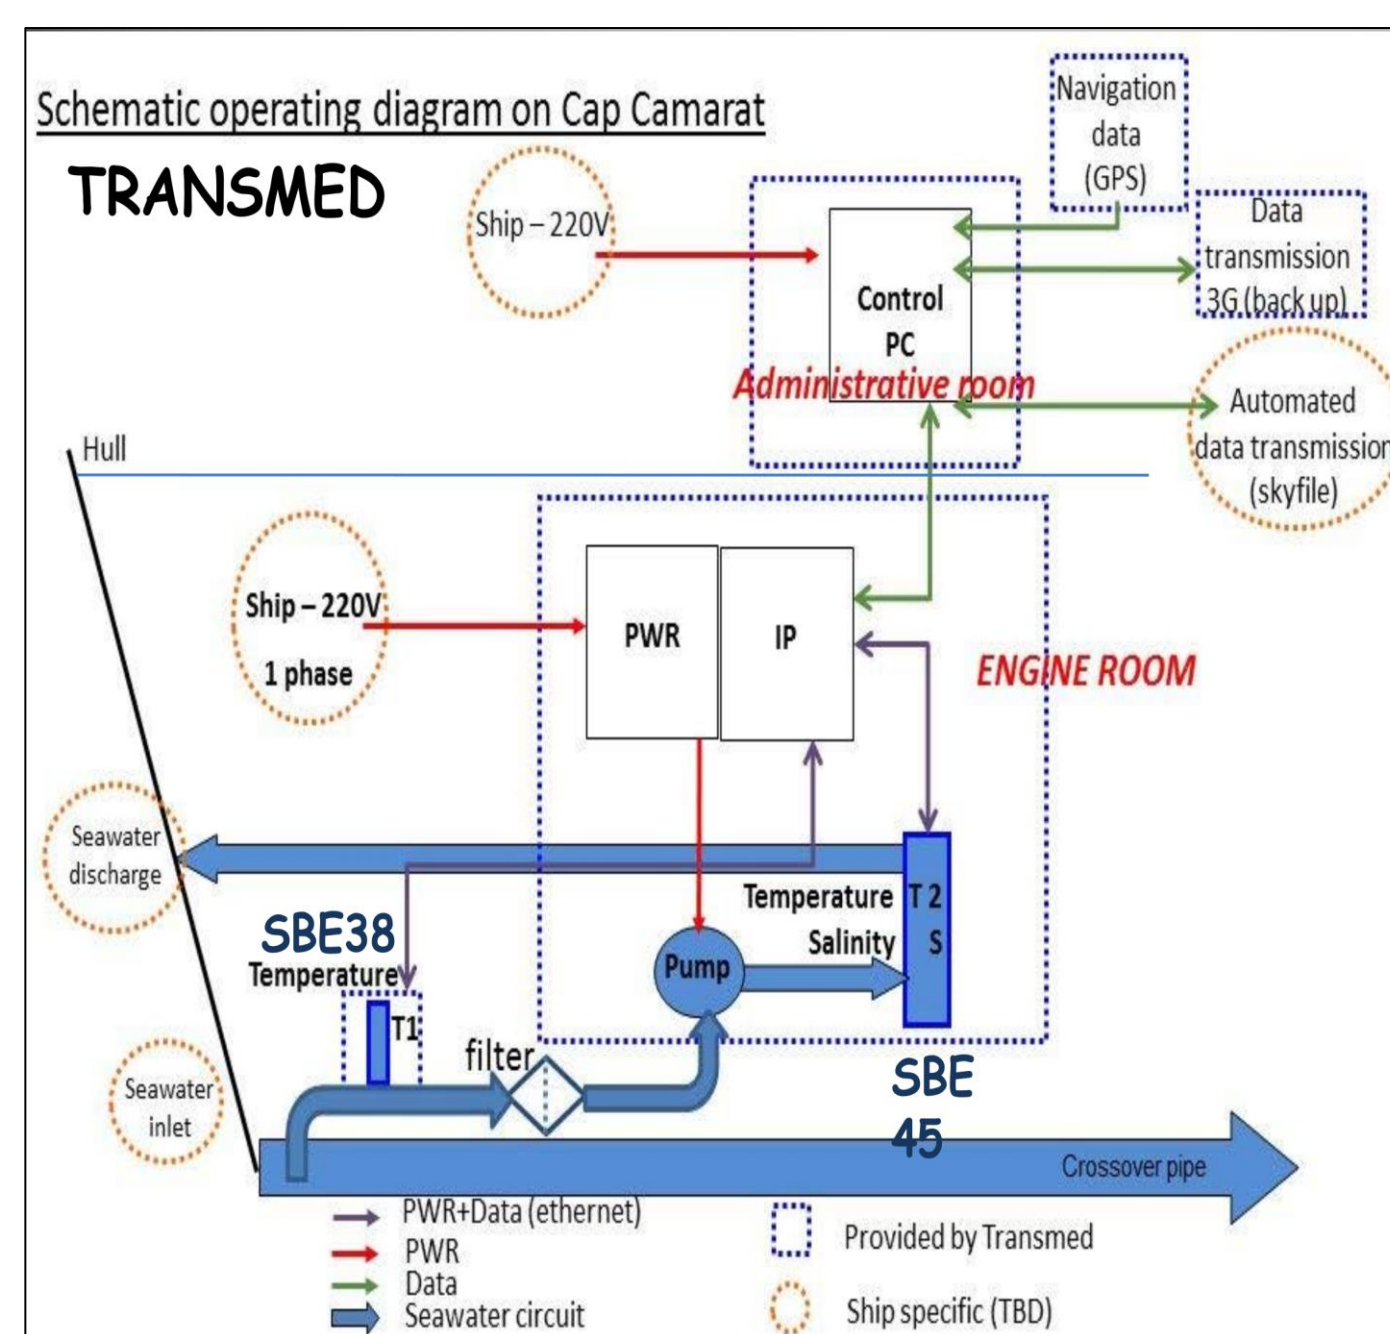 Schematic operating diagram on Cap Camarat
TRANSMED
Navigation
data
(GPS)
Ship – 220V
Data
transmission
3G (back up)
Control
PC
Administrative room
Automated
data transmission
(skyfile)
Hull
Ship – 220V
1 phase
PWR
IP
ENGINE ROOM
Seawater
discharge
Temperature
Salinity
T 2
S
SBE38
Temperature
T1
Pump
filter
Seawater
inlet
SBE
45
Crossover pipe
PWR+Data (ethernet)
PWR
Data
Seawater circuit
Provided by Transmed
Ship specific (TBD)